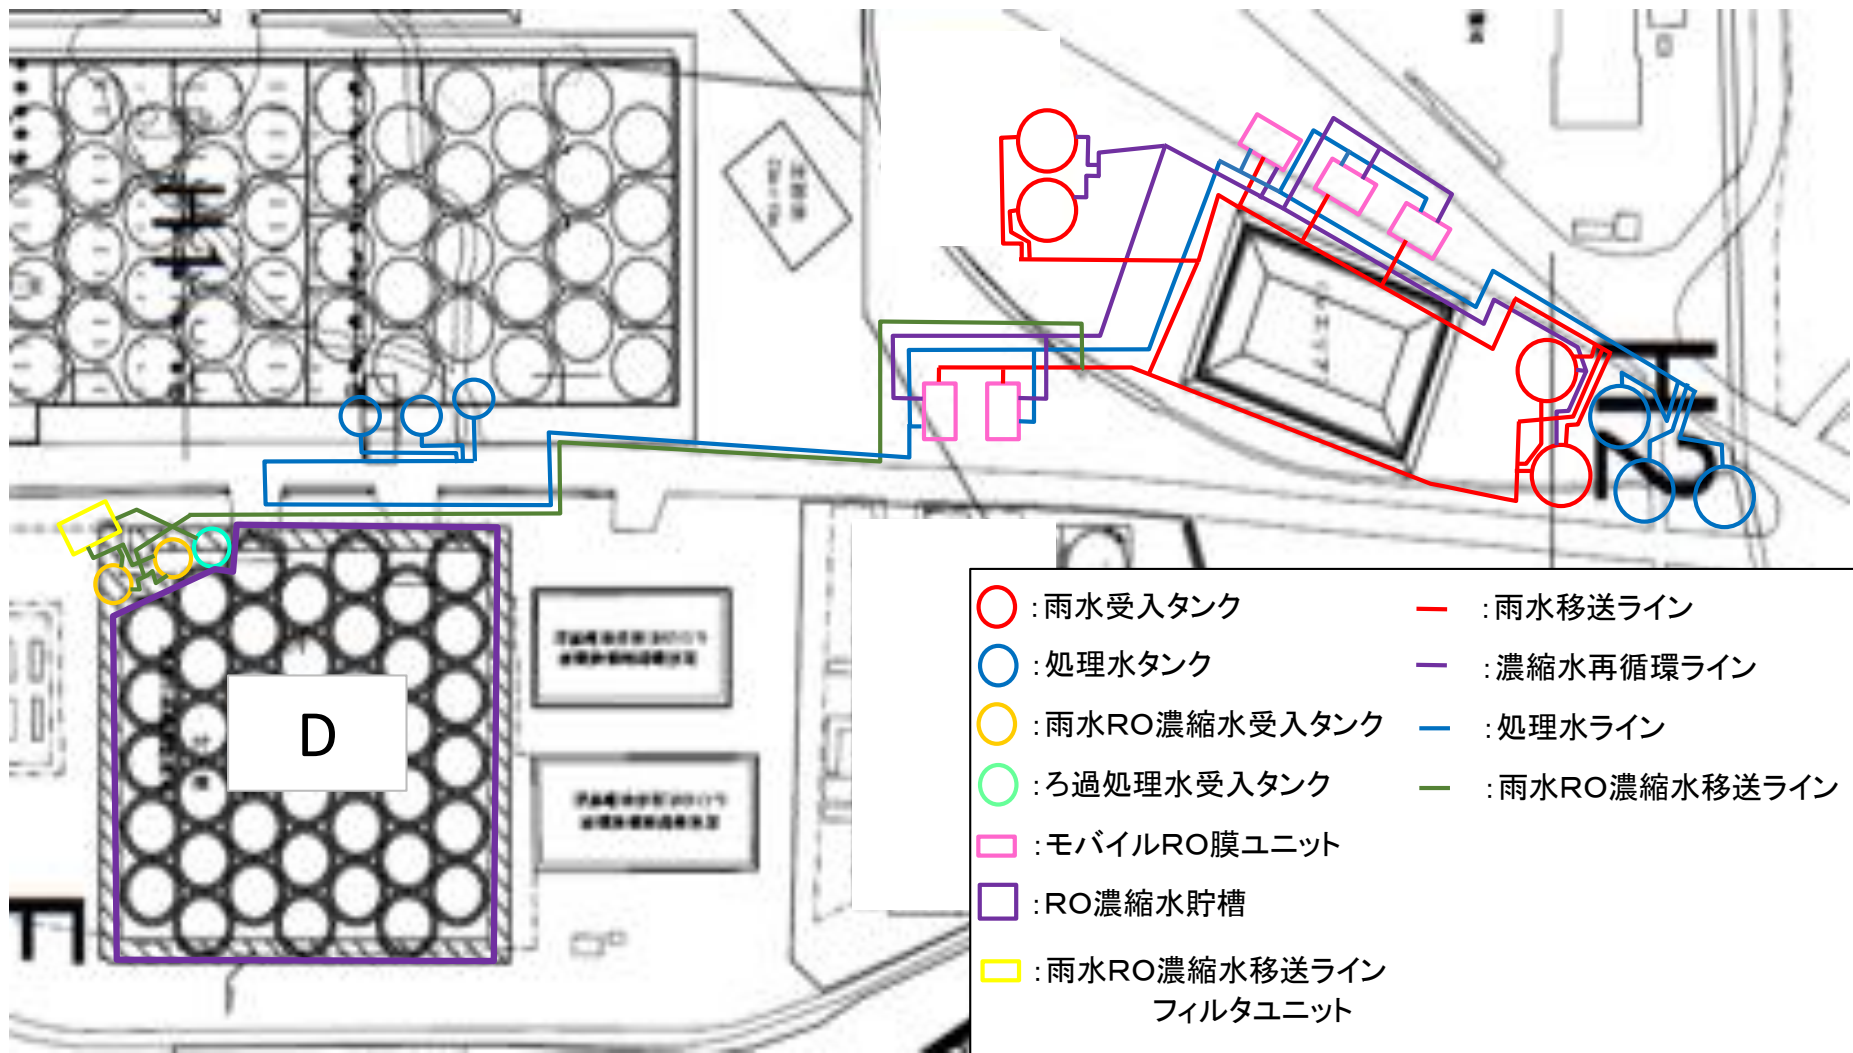 H1
H2
D
E
:雨水受入タンク
:処理水タンク
:雨水RO濃縮水受入タンク
:ろ過処理水受入タンク
:モバイルRO膜ユニット
:RO濃縮水貯槽
:雨水RO濃縮水移送ライン
フィルタユニット
:雨水移送ライン
:濃縮水再循環ライン
:処理水ライン
:雨水RO濃縮水移送ライン